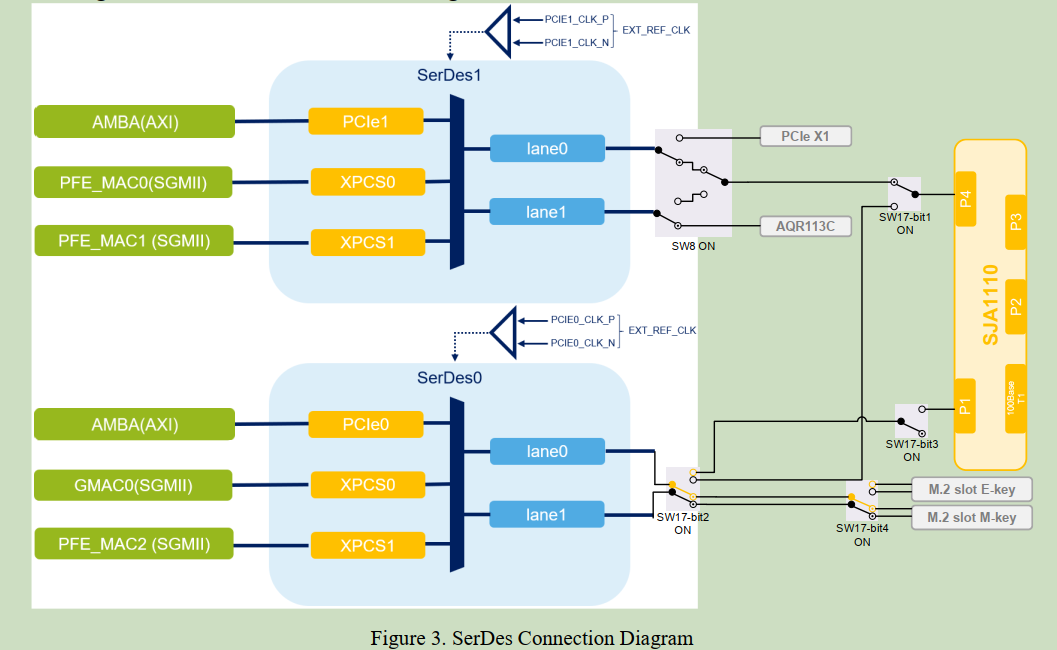 PCIE1_CLK_P
EXT_REF_CLK
PCIE1_CLK_N
SerDes1
AMBA(AXI)
PCIe1
PFE_MAC0(SGMII)
XPCS0
PFE_MAC1 (SGMII)
XPCS1
lane0
lane1
PCIe X1
AQR113C
SW8 ON
SW17-bit1
ON
P4
P3
P2
SJA1110
P1
100Base
T1
PCIE0_CLK_P
EXT_REF_CLK
PCIE0_CLK_N
SerDes0
AMBA(AXI)
PCIe0
GMAC0(SGMII)
XPCS0
PFE_MAC2 (SGMII)
XPCS1
lane0
lane1
SW17-bit2
ON
SW17-bit3
ON
SW17-bit4
ON
M.2 slot E-key
M.2 slot M-key
Figure 3. SerDes Connection Diagram